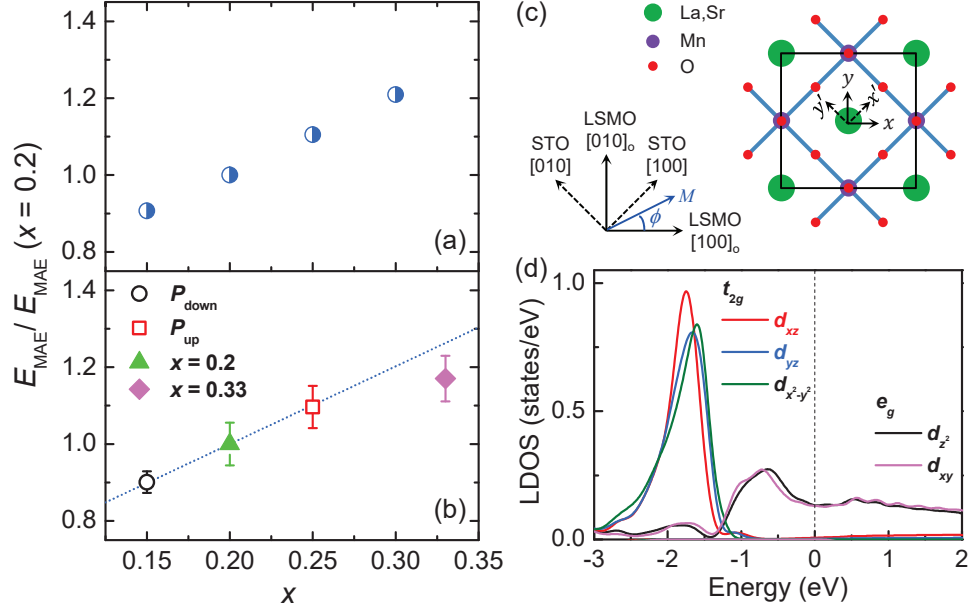 E_MAE / E_MAE (x = 0.2)
1.4
1.2
1.0
0.8
(a)
1.2
1.0
0.8
P_down
P_up
x = 0.2
x = 0.33
(b)
0.15 0.20 0.25 0.30 0.35
x
(c)
La,Sr
Mn
O
y
y'
x'
x
STO
[010]
LSMO
[010]_o
STO
[100]
M
ϕ
LSMO
[100]_o
(d)
LDOS (states/eV)
1.0
0.5
0.0
t_2g
d_xz
d_yz
d_x²-y²
e_g
d_z²
d_xy
-3 -2 -1 0 1 2
Energy (eV)